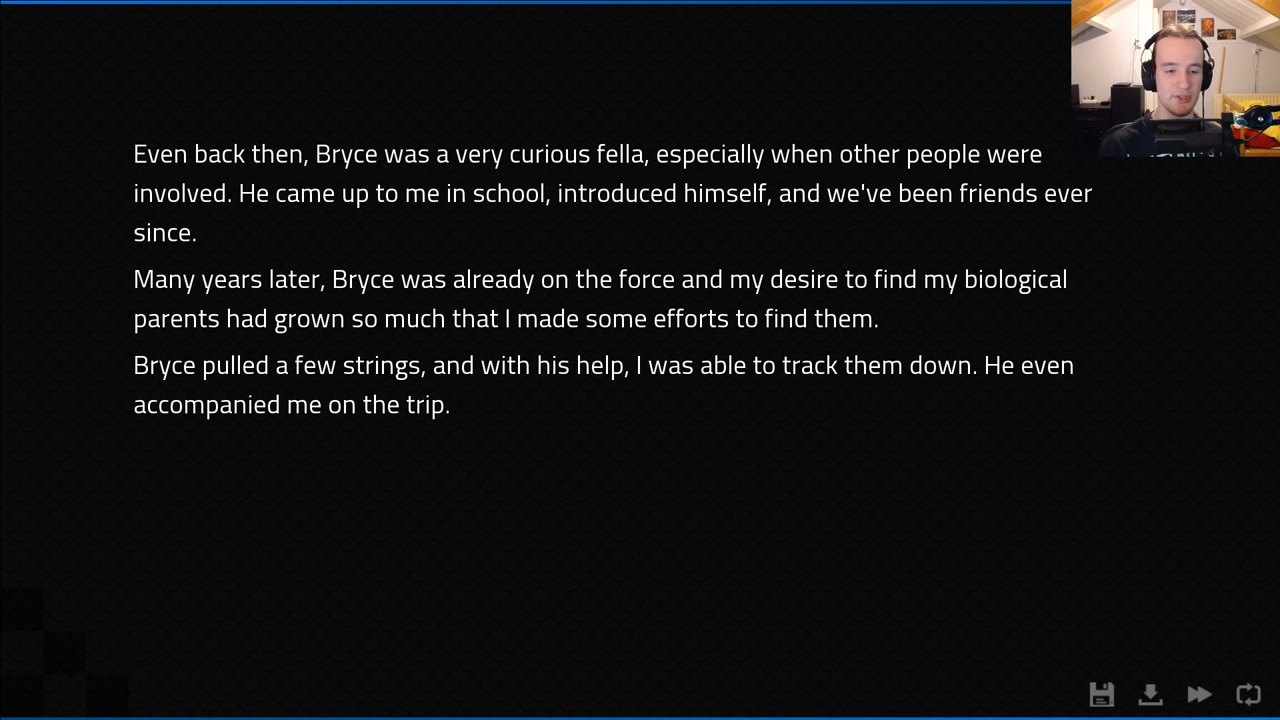 Even back then, Bryce was a very curious fella, especially when other people were
involved. He came up to me in school, introduced himself, and we've been friends ever
since.
Many years later, Bryce was already on the force and my desire to find my biological
parents had grown so much that I made some efforts to find them.
Bryce pulled a few strings, and with his help, I was able to track them down. He even
accompanied me on the trip.